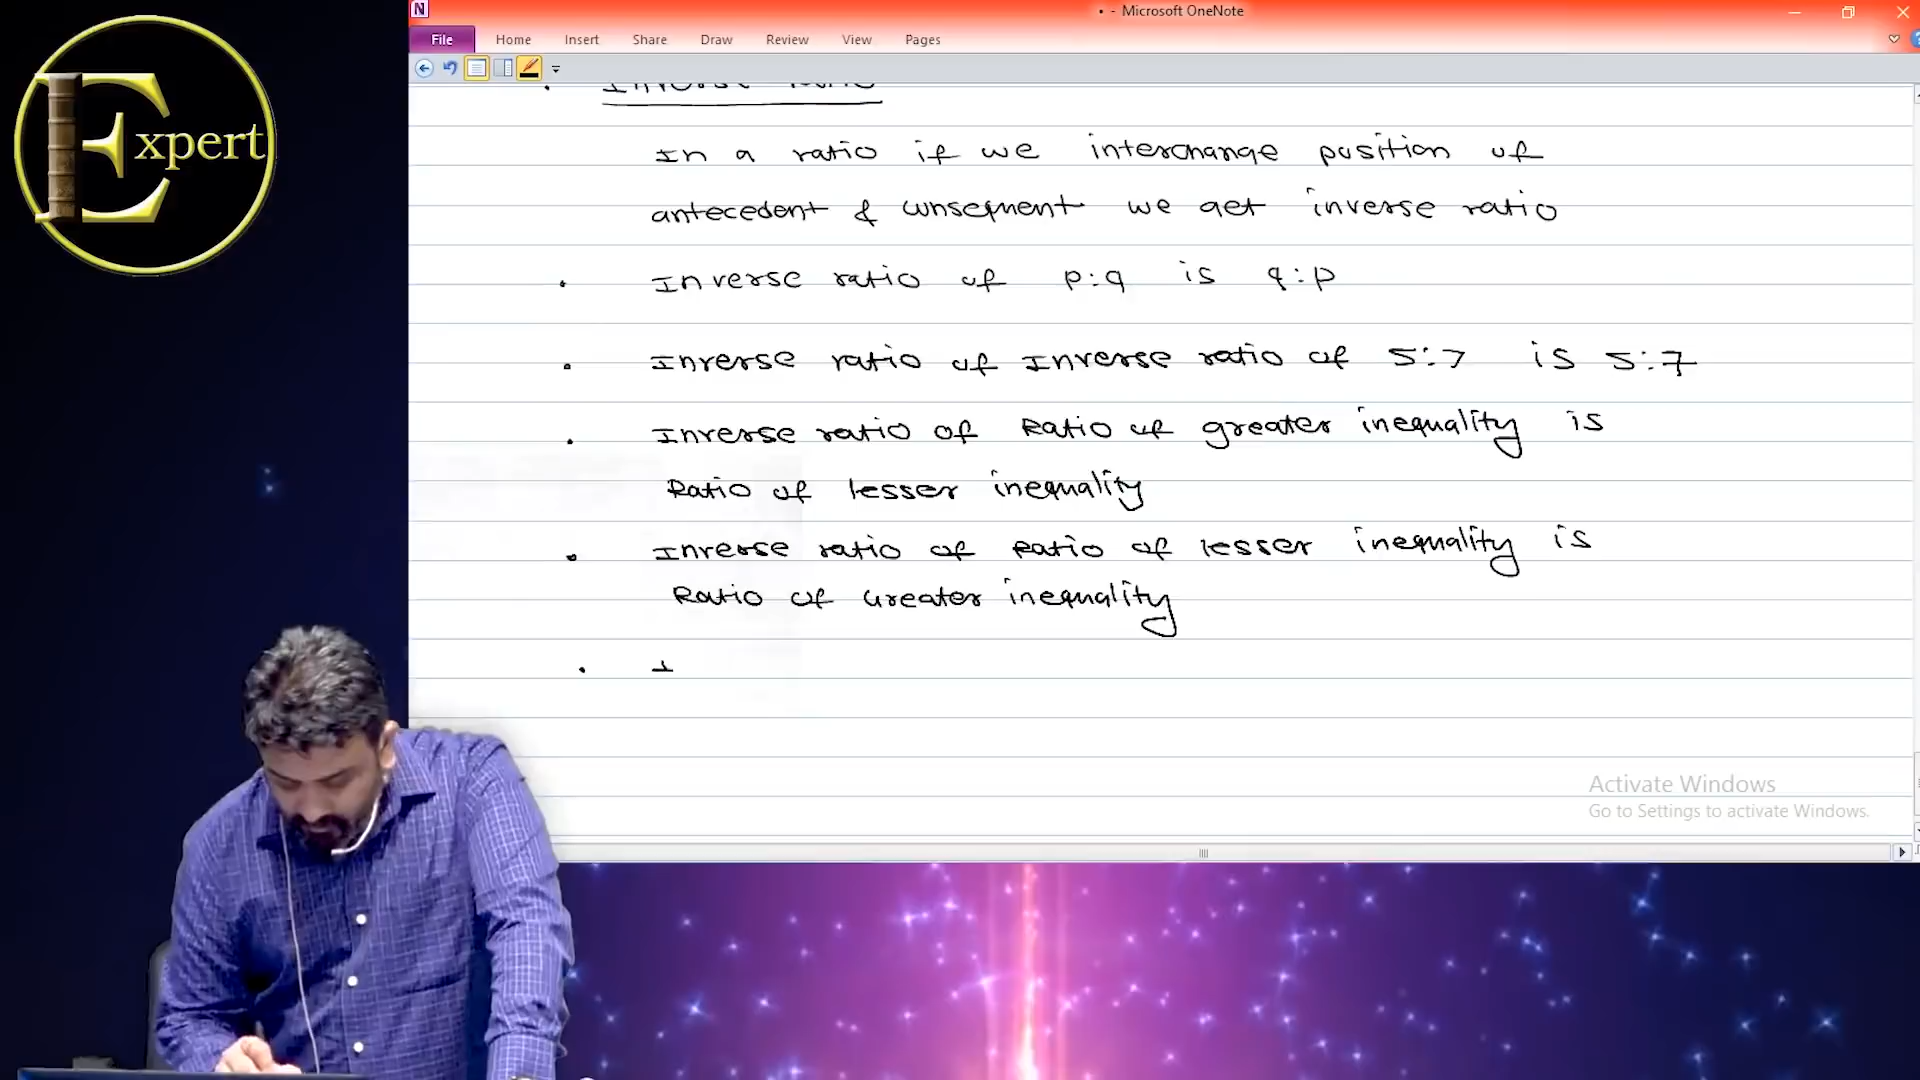 Expert
- Microsoft OneNote
File Home Insert Share Draw Review View Pages
Inverse ratio
In a ratio if we interchange position of
antecedent & consequent we get inverse ratio
Inverse ratio of p:q is q:p
Inverse ratio of Inverse ratio of 5:7 is 5:7
Inverse ratio of Ratio of greater inequality is
Ratio of lesser inequality
Inverse ratio of Ratio of lesser inequality is
Ratio of Greater inequality
I
Activate Windows
Go to Settings to activate Windows.